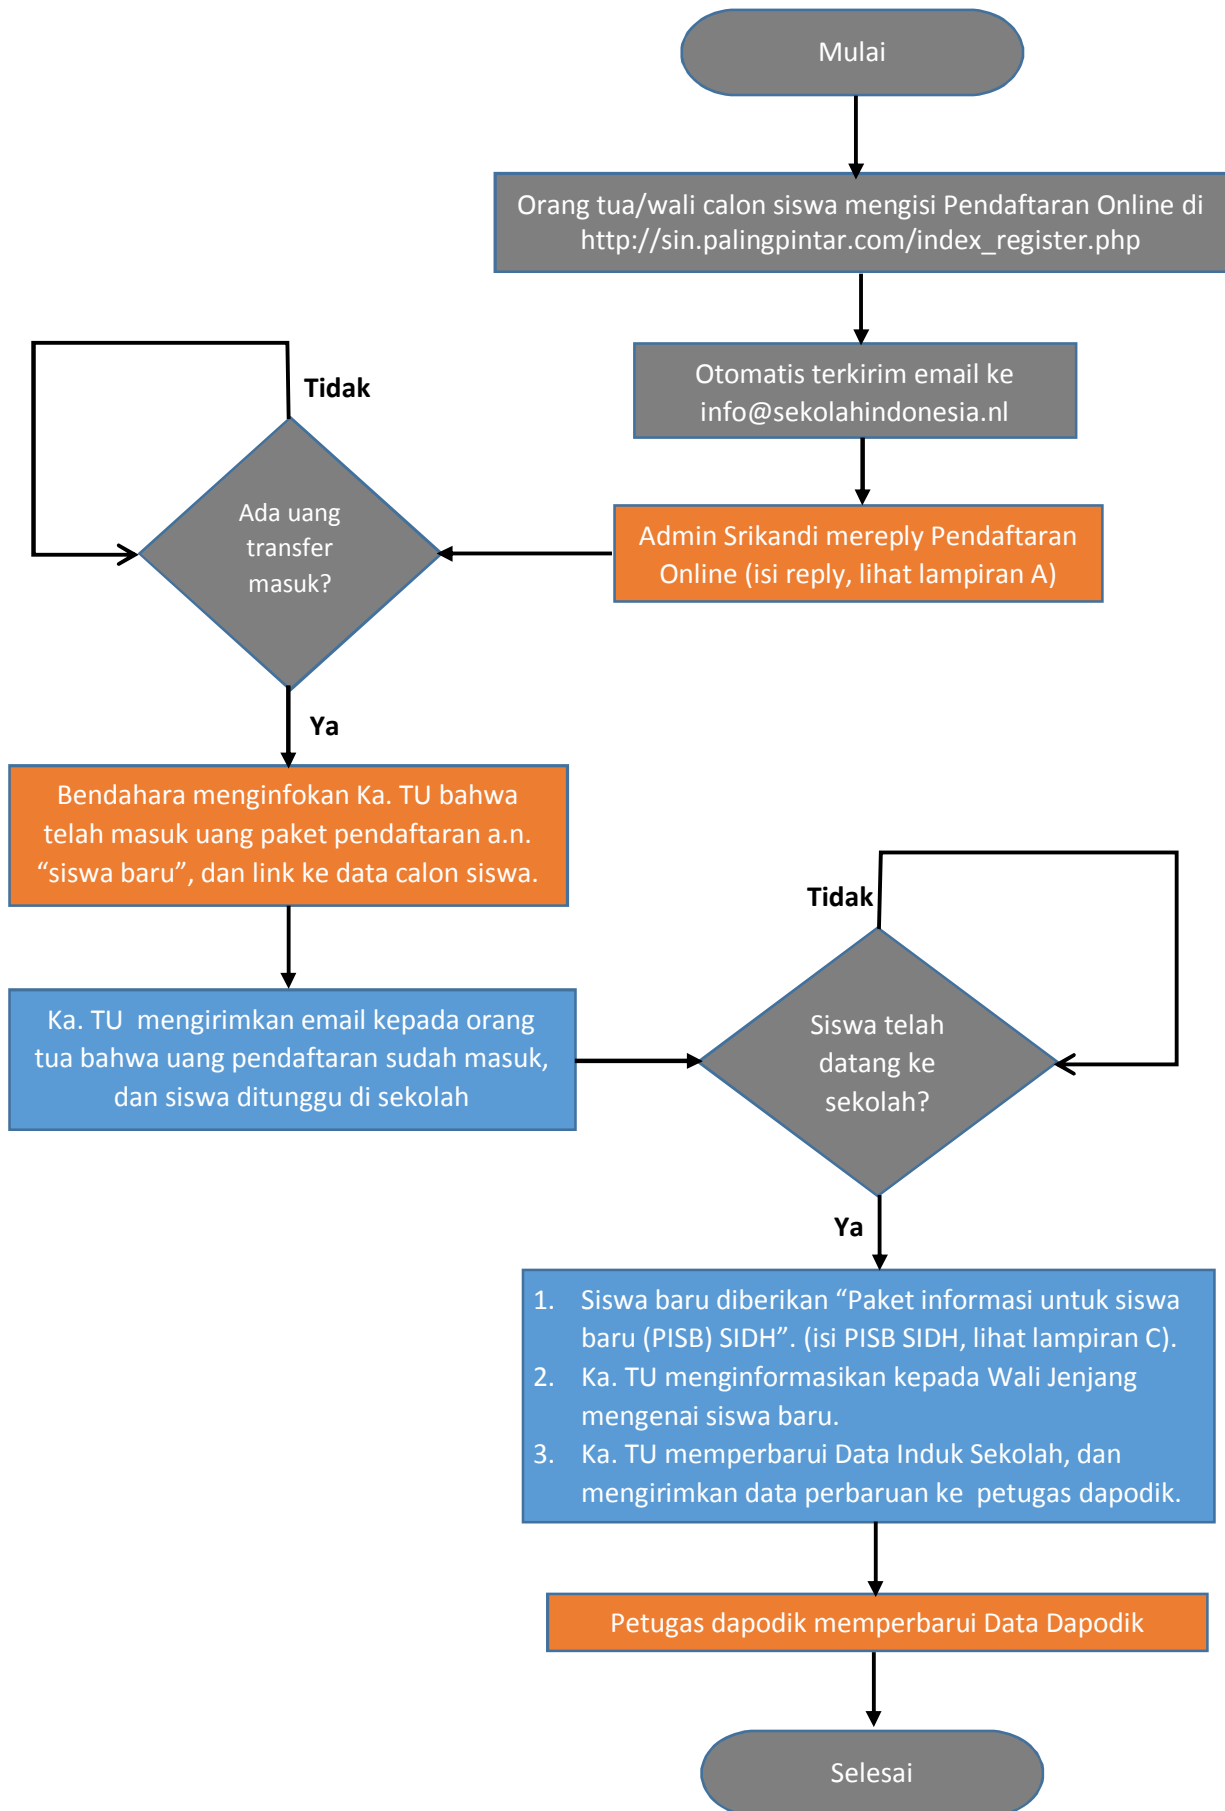 Mulai
Orang tua/wali calon siswa mengisi Pendaftaran Online di
http://sin.palingpintar.com/index_register.php
Otomatis terkirim email ke
info@sekolahindonesia.nl
Admin Srikandi mereply Pendaftaran
Online (isi reply, lihat lampiran A)
Tidak
Ada uang
transfer
masuk?
Ya
Bendahara menginfokan Ka. TU bahwa
telah masuk uang paket pendaftaran a.n.
“siswa baru”, dan link ke data calon siswa.
Ka. TU  mengirimkan email kepada orang
tua bahwa uang pendaftaran sudah masuk,
dan siswa ditunggu di sekolah
Tidak
Siswa telah
datang ke
sekolah?
Ya
1. Siswa baru diberikan “Paket informasi untuk siswa
baru (PISB) SIDH”. (isi PISB SIDH, lihat lampiran C).
2. Ka. TU menginformasikan kepada Wali Jenjang
mengenai siswa baru.
3. Ka. TU memperbarui Data Induk Sekolah, dan
mengirimkan data perbaruan ke  petugas dapodik.
Petugas dapodik memperbarui Data Dapodik
Selesai